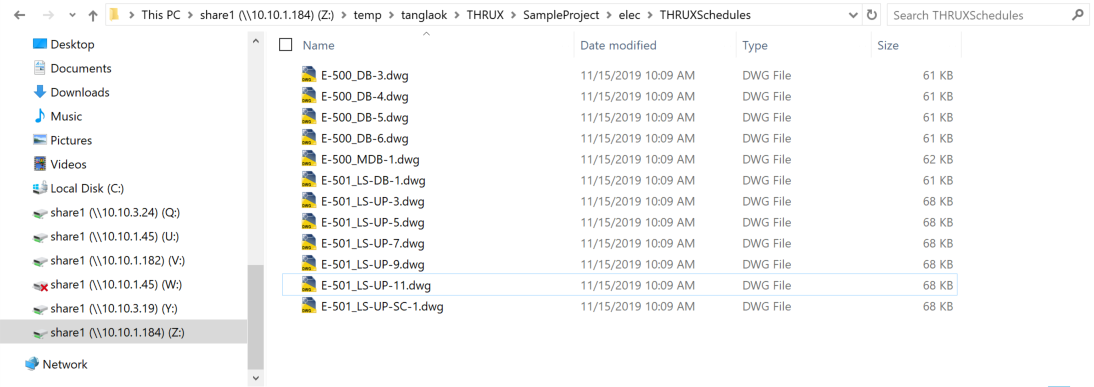 This PC > share1 (\\10.10.1.184) (Z:) > temp > tanglaok > THRUX > SampleProject > elec > THRUXSchedules
Search THRUXSchedules
Desktop
Documents
Downloads
Music
Pictures
Videos
Local Disk (C:)
share1 (\\10.10.3.24) (Q:)
share1 (\\10.10.1.45) (U:)
share1 (\\10.10.1.182) (V:)
share1 (\\10.10.1.45) (W:)
share1 (\\10.10.3.19) (Y:)
share1 (\\10.10.1.184) (Z:)
Network
Name Date modified Type Size
E-500_DB-3.dwg 11/15/2019 10:09 AM DWG File 61 KB
E-500_DB-4.dwg 11/15/2019 10:09 AM DWG File 61 KB
E-500_DB-5.dwg 11/15/2019 10:09 AM DWG File 61 KB
E-500_DB-6.dwg 11/15/2019 10:09 AM DWG File 61 KB
E-500_MDB-1.dwg 11/15/2019 10:09 AM DWG File 62 KB
E-501_LS-DB-1.dwg 11/15/2019 10:09 AM DWG File 61 KB
E-501_LS-UP-3.dwg 11/15/2019 10:09 AM DWG File 68 KB
E-501_LS-UP-5.dwg 11/15/2019 10:09 AM DWG File 68 KB
E-501_LS-UP-7.dwg 11/15/2019 10:09 AM DWG File 68 KB
E-501_LS-UP-9.dwg 11/15/2019 10:09 AM DWG File 68 KB
E-501_LS-UP-11.dwg 11/15/2019 10:09 AM DWG File 68 KB
E-501_LS-UP-SC-1.dwg 11/15/2019 10:09 AM DWG File 68 KB